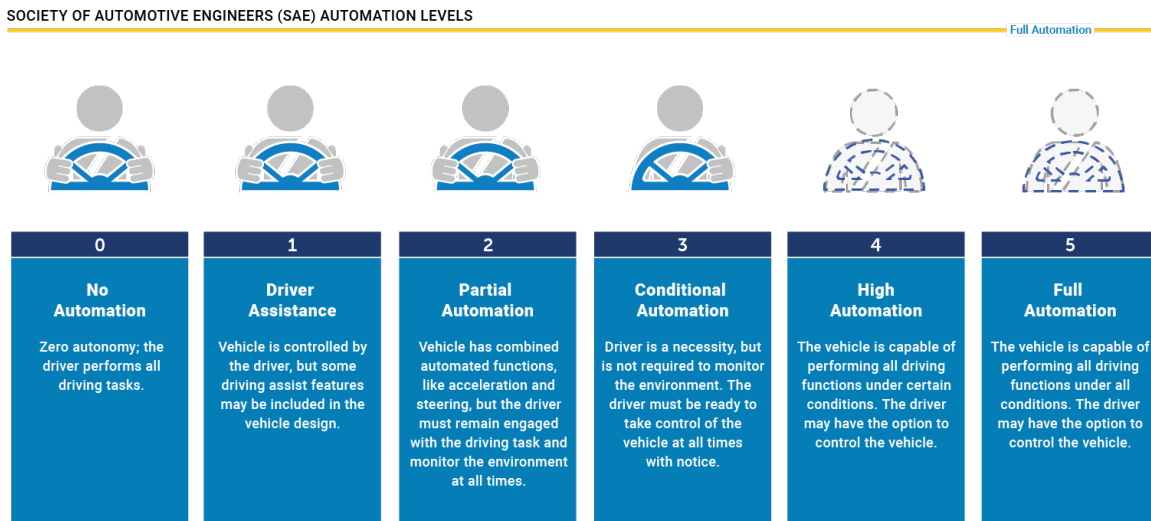 SOCIETY OF AUTOMOTIVE ENGINEERS (SAE) AUTOMATION LEVELS
Full Automation
0
No
Automation
Zero autonomy; the
driver performs all
driving tasks.
1
Driver
Assistance
Vehicle is controlled by
the driver, but some
driving assist features
may be included in the
vehicle design.
2
Partial
Automation
Vehicle has combined
automated functions,
like acceleration and
steering, but the driver
must remain engaged
with the driving task and
monitor the environment
at all times.
3
Conditional
Automation
Driver is a necessity, but
is not required to monitor
the environment. The
driver must be ready to
take control of the
vehicle at all times
with notice.
4
High
Automation
The vehicle is capable of
performing all driving
functions under certain
conditions. The driver
may have the option to
control the vehicle.
5
Full
Automation
The vehicle is capable of
performing all driving
functions under all
conditions. The driver
may have the option to
control the vehicle.